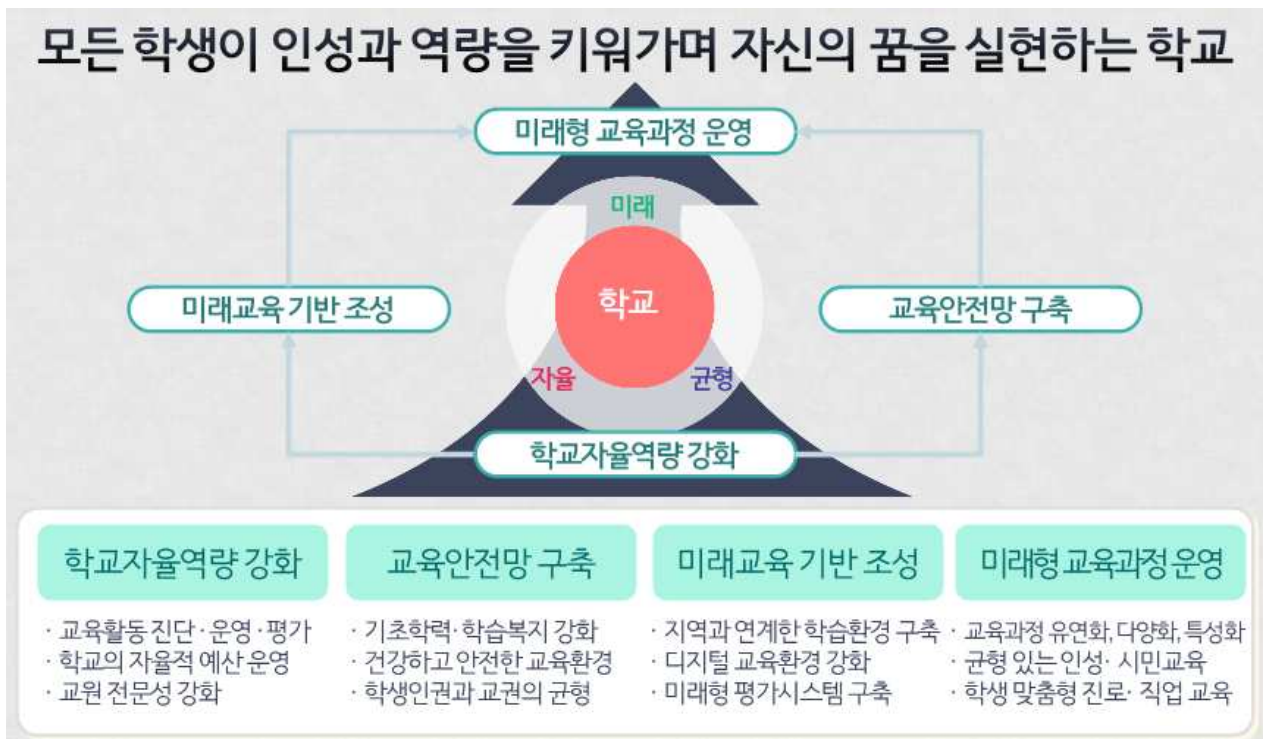 모든 학생이 인성과 역량을 키워가며 자신의 꿈을 실현하는 학교
미래형 교육과정 운영
미래
미래교육 기반 조성
학교
교육안전망 구축
자율
균형
학교자율역량 강화
학교자율역량 강화
· 교육활동 진단·운영·평가
· 학교의 자율적 예산 운영
· 교원 전문성 강화
교육안전망 구축
· 기초학력·학습복지 강화
· 건강하고 안전한 교육환경
· 학생인권과 교권의 균형
미래교육 기반 조성
· 지역과 연계한 학습환경 구축
· 디지털 교육환경 강화
· 미래형 평가시스템 구축
미래형 교육과정 운영
· 교육과정 유연화, 다양화, 특성화
· 균형 있는 인성· 시민교육
· 학생 맞춤형 진로· 직업 교육